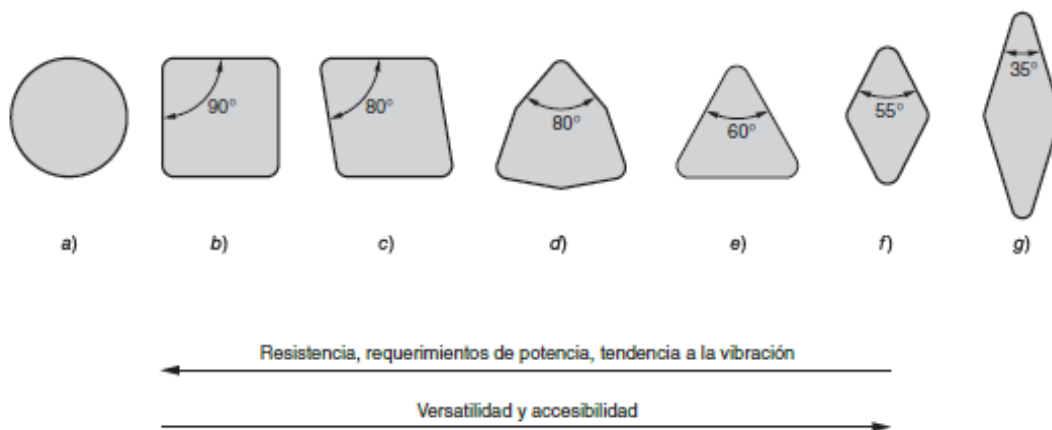 90°
80°
80°
60°
55°
35°
a)
b)
c)
d)
e)
f)
g)
Resistencia, requerimientos de potencia, tendencia a la vibración
Versatilidad y accesibilidad